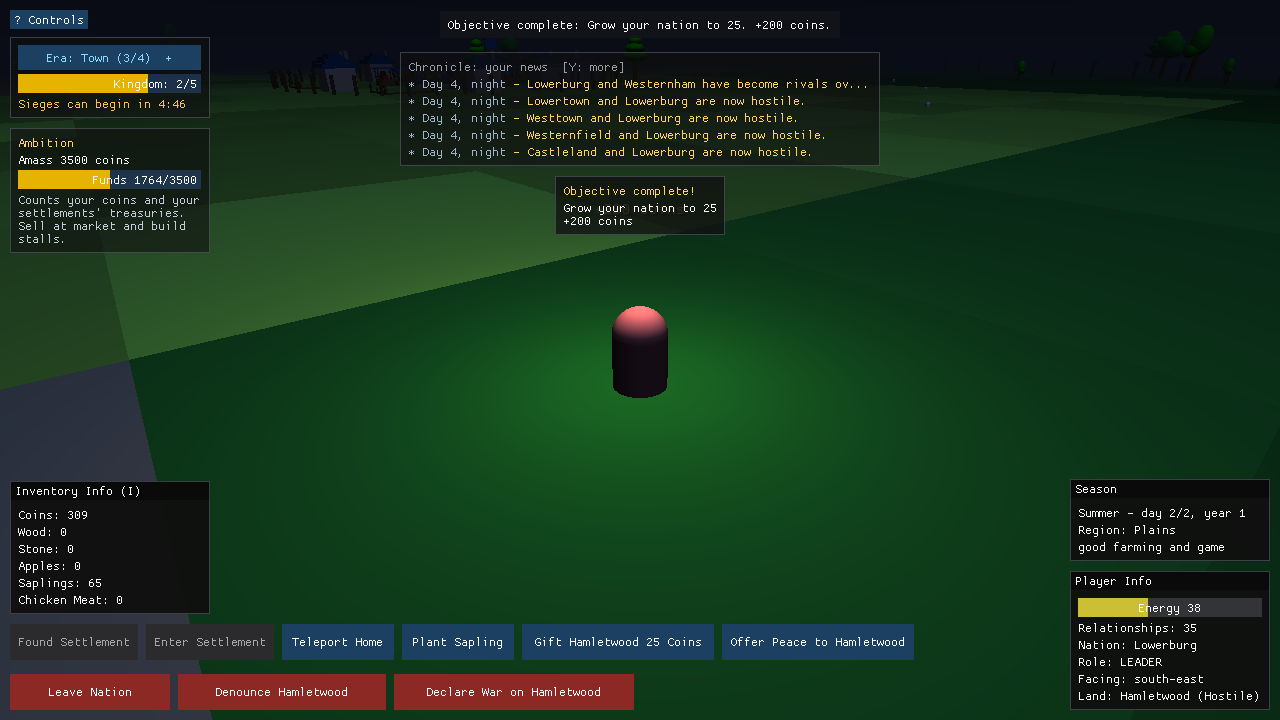 ? Controls
Era: Town (3/4)  +
Kingdom: 2/5
Sieges can begin in 4:46
Ambition
Amass 3500 coins
Funds 1764/3500
Counts your coins and your
settlements' treasuries.
Sell at market and build
stalls.
Objective complete: Grow your nation to 25. +200 coins.
Chronicle: your news  [Y: more]
* Day 4, night - Lowerburg and Westernham have become rivals ov...
* Day 4, night - Lowertown and Lowerburg are now hostile.
* Day 4, night - Westtown and Lowerburg are now hostile.
* Day 4, night - Westernfield and Lowerburg are now hostile.
* Day 4, night - Castleland and Lowerburg are now hostile.
Objective complete!
Grow your nation to 25
+200 coins
Inventory Info (I)
Coins: 309
Wood: 0
Stone: 0
Apples: 0
Saplings: 65
Chicken Meat: 0
Season
Summer - day 2/2, year 1
Region: Plains
good farming and game
Player Info
Energy 38
Relationships: 35
Nation: Lowerburg
Role: LEADER
Facing: south-east
Land: Hamletwood (Hostile)
Found Settlement
Enter Settlement
Teleport Home
Plant Sapling
Gift Hamletwood 25 Coins
Offer Peace to Hamletwood
Leave Nation
Denounce Hamletwood
Declare War on Hamletwood